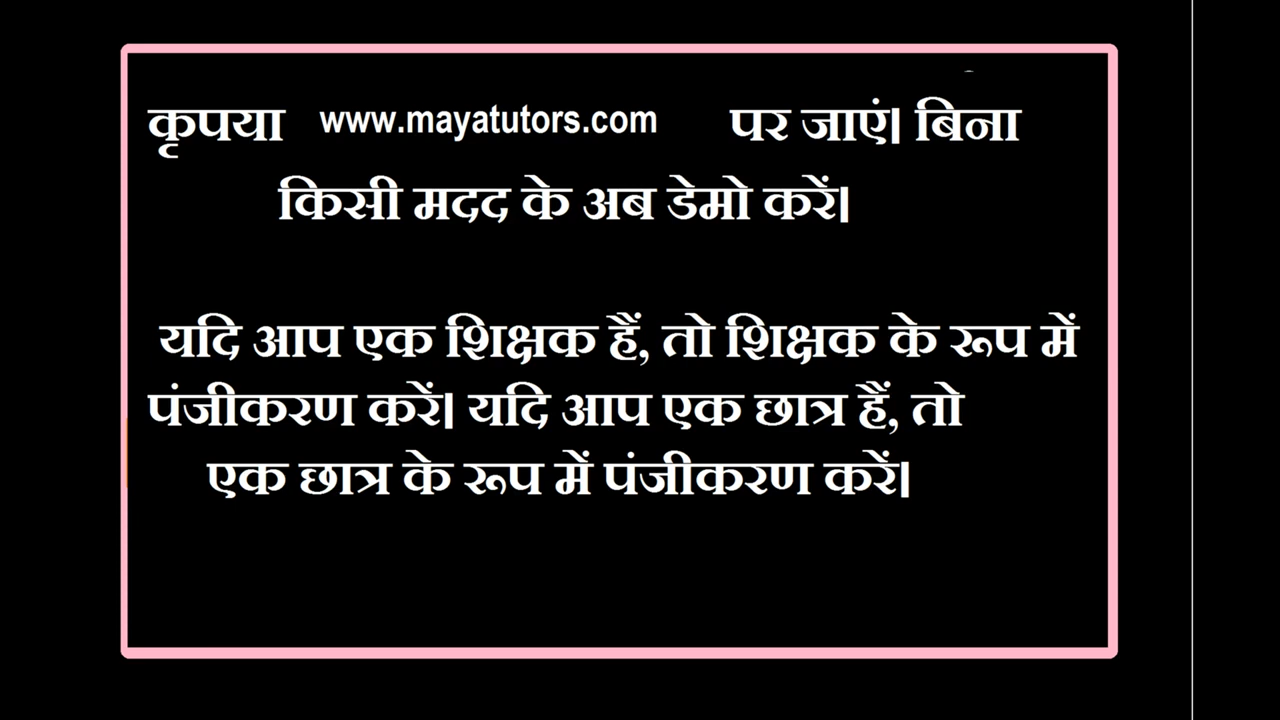 कृपया www.mayatutors.com पर जाएं। बिना
किसी मदद के अब डेमो करें।
यदि आप एक शिक्षक हैं, तो शिक्षक के रूप में
पंजीकरण करें। यदि आप एक छात्र हैं, तो
एक छात्र के रूप में पंजीकरण करें।